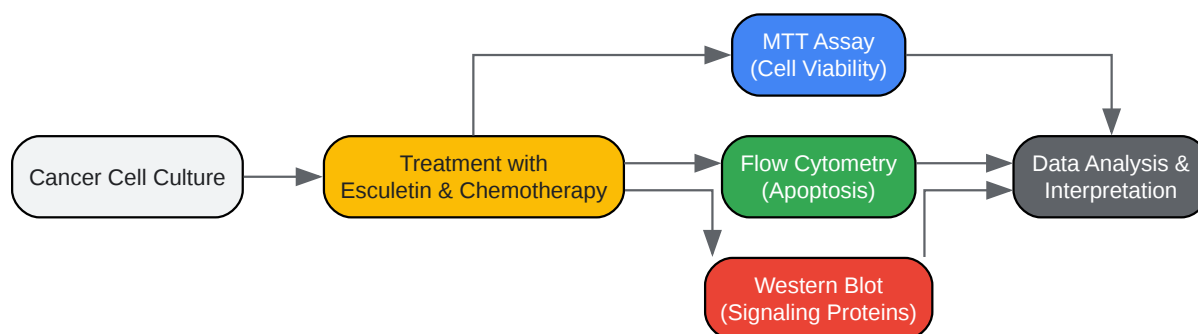 Cancer Cell Culture
Treatment with
Esculetin & Chemotherapy
MTT Assay
(Cell Viability)
Flow Cytometry
(Apoptosis)
Western Blot
(Signaling Proteins)
Data Analysis &
Interpretation